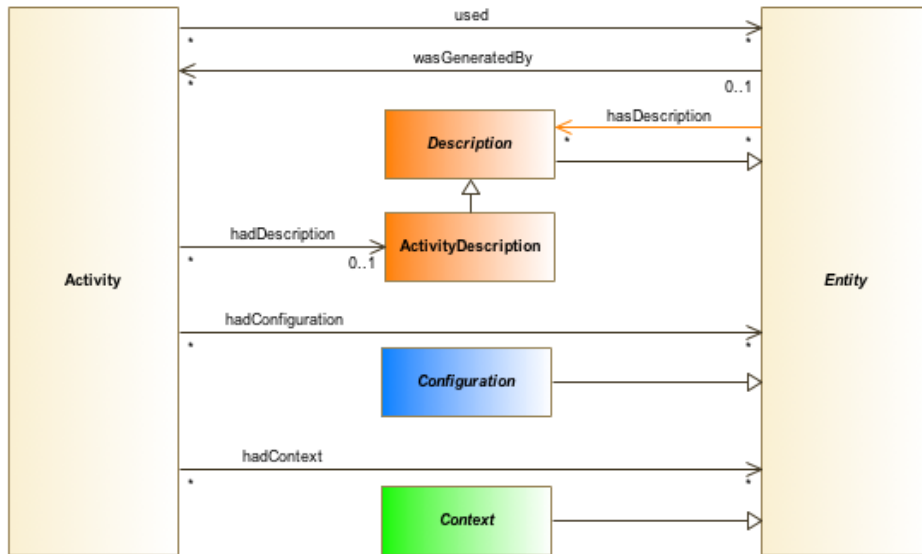 used
* *
wasGeneratedBy
* 0..1
hasDescription
* *
Description
hadDescription
* 0..1
ActivityDescription
Activity
Entity
hadConfiguration
* *
Configuration
hadContext
* *
Context